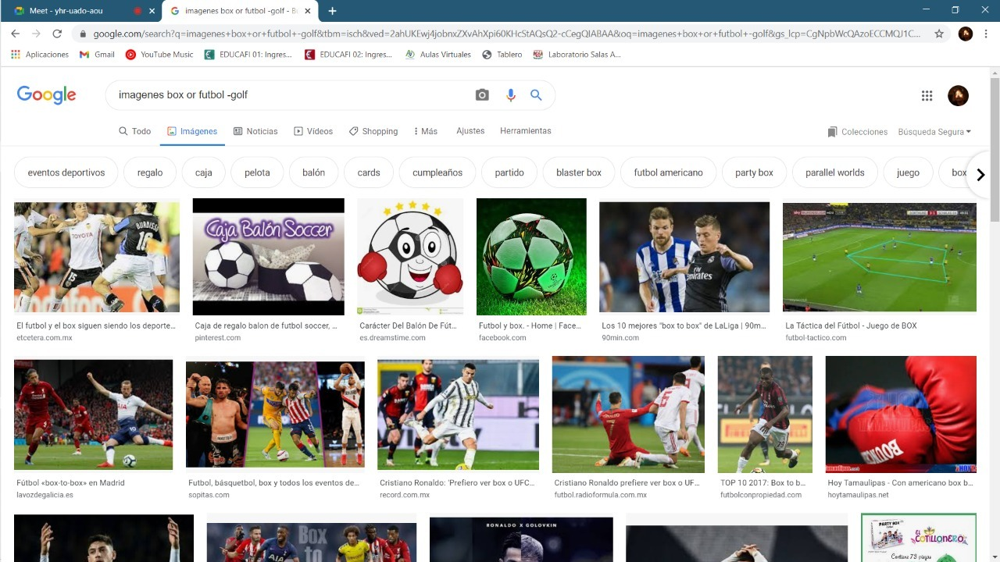 Meet - yhr-uado-aou
imagenes box or futbol -golf - B
google.com/search?q=imagenes+box+or+futbol+-golf&tbm=isch&ved=2ahUKEwj4jobnxZXvAhXpi60KHcStAQsQ2-cCegQIABAA&oq=imagenes+box+or+futbol+-golf&gs_lcp=CgNpbWcQAzoECCMQJ1C...
Aplicaciones
Gmail
YouTube Music
EDUCAFI 01: Ingres...
EDUCAFI 02: Ingres...
Aulas Virtuales
Tablero
Laboratorio Salas A...
Google
imagenes box or futbol -golf
Todo
Imágenes
Noticias
Vídeos
Shopping
Más
Ajustes
Herramientas
Colecciones
Búsqueda Segura
eventos deportivos
regalo
caja
pelota
balón
cards
cumpleaños
partido
blaster box
futbol americano
party box
parallel worlds
juego
box
TOYOTA
15
BURDISSO
16
Caja Balón Soccer
Emirates
El futbol y el box siguen siendo los deporte...
etcetera.com.mx
Caja de regalo balon de futbol soccer, ...
pinterest.com
Carácter Del Balón De Fút...
es.dreamstime.com
Futbol y box. - Home | Face...
facebook.com
Los 10 mejores "box to box" de LaLiga | 90m...
90min.com
La Táctica del Fútbol - Juego de BOX
futbol-tactico.com
AIA
Fútbol «box-to-box» en Madrid
lavozdegalicia.es
Futbol, básquetbol, box y todos los eventos de...
sopitas.com
Cristiano Ronaldo: 'Prefiero ver box o UFC...
record.com.mx
Cristiano Ronaldo prefiere ver box o UF...
futbol.radioformula.com.mx
TOP 10 2017: Box to b...
futbolconpropiedad.com
Hoy Tamaulipas - Con americano box b...
hoytamaulipas.net
Box
to
RONALDO X GOLOVKIN
PARTY BOX
EL COTILLONERO
Contiene 73 piezas